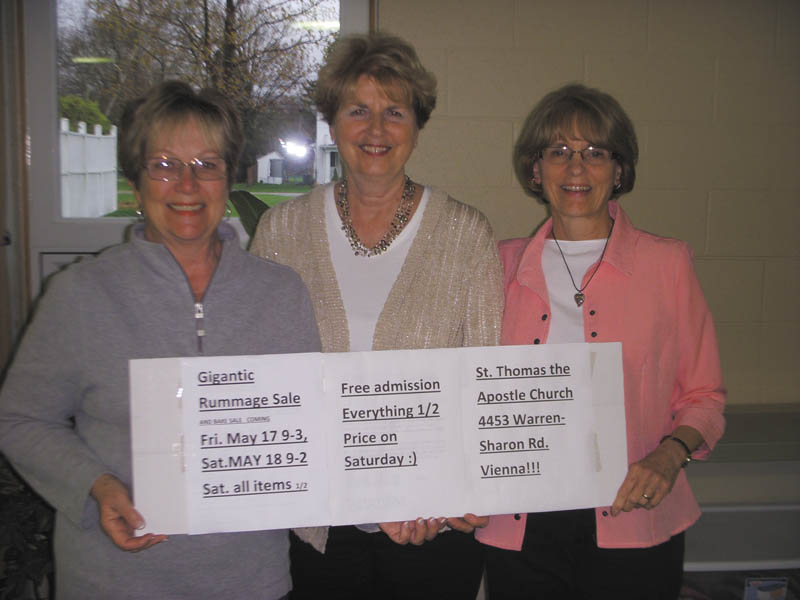 Gigantic
Rummage Sale
AND BAKE SALE COMING
Fri. May 17 9-3,
Sat.MAY 18 9-2
Sat. all items 1/2
Free admission
Everything 1/2
Price on
Saturday :)
St. Thomas the
Apostle Church
4453 Warren-
Sharon Rd.
Vienna!!!